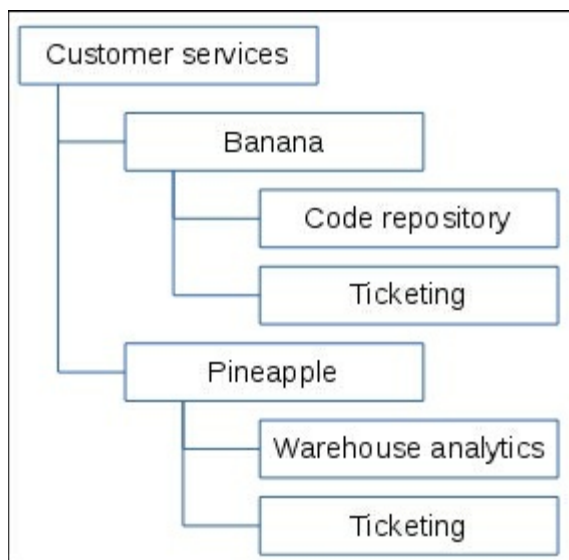 Customer services
Banana
Code repository
Ticketing
Pineapple
Warehouse analytics
Ticketing